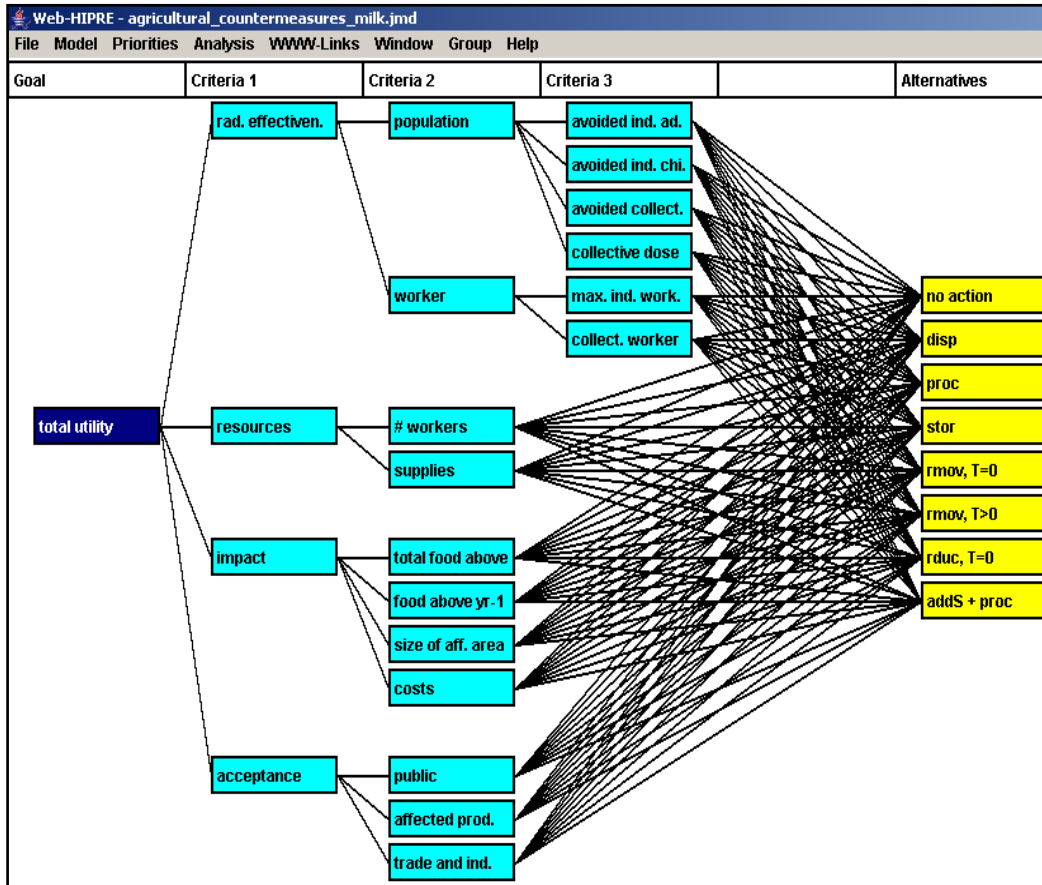 Web-HIPRE - agricultural_countermeasures_milk.jmd
File Model Priorities Analysis WWW-Links Window Group Help
Goal Criteria 1 Criteria 2 Criteria 3 Alternatives
rad. effectiven. population avoided ind. ad.
avoided ind. chi.
avoided collect.
collective dose
worker max. ind. work. no action
collect. worker disp
proc
total utility resources # workers stor
supplies rmov, T=0
rmov, T>0
impact total food above rduc, T=0
food above yr-1 addS + proc
size of aff. area
costs
acceptance public
affected prod.
trade and ind.